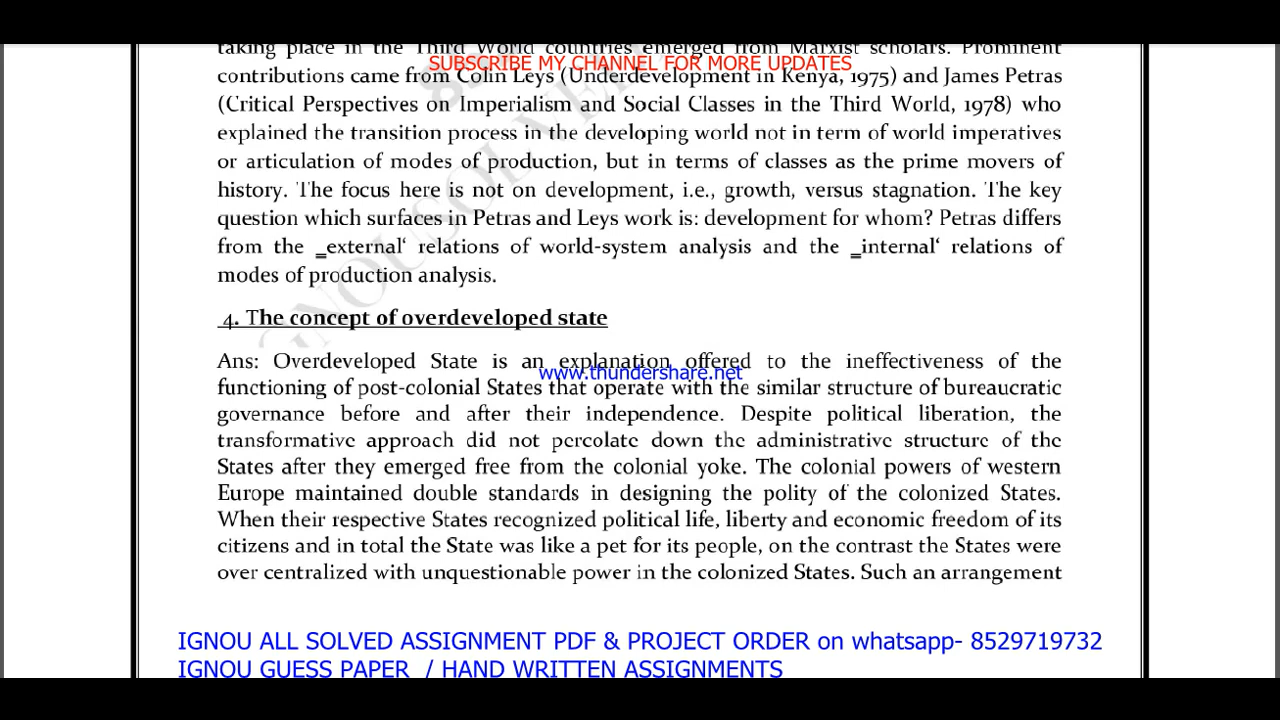 taking place in the Third World countries emerged from Marxist scholars. Prominent
SUBSCRIBE MY CHANNEL FOR MORE UPDATES
contributions came from Colin Leys (Underdevelopment in Kenya, 1975) and James Petras
(Critical Perspectives on Imperialism and Social Classes in the Third World, 1978) who
explained the transition process in the developing world not in term of world imperatives
or articulation of modes of production, but in terms of classes as the prime movers of
history. The focus here is not on development, i.e., growth, versus stagnation. The key
question which surfaces in Petras and Leys work is: development for whom? Petras differs
from the ‗external‘ relations of world-system analysis and the ‗internal‘ relations of
modes of production analysis.
4. The concept of overdeveloped state
Ans: Overdeveloped State is an explanation offered to the ineffectiveness of the
www.thundershare.net
functioning of post-colonial States that operate with the similar structure of bureaucratic
governance before and after their independence. Despite political liberation, the
transformative approach did not percolate down the administrative structure of the
States after they emerged free from the colonial yoke. The colonial powers of western
Europe maintained double standards in designing the polity of the colonized States.
When their respective States recognized political life, liberty and economic freedom of its
citizens and in total the State was like a pet for its people, on the contrast the States were
over centralized with unquestionable power in the colonized States. Such an arrangement
IGNOU ALL SOLVED ASSIGNMENT PDF & PROJECT ORDER on whatsapp- 8529719732
IGNOU GUESS PAPER / HAND WRITTEN ASSIGNMENTS